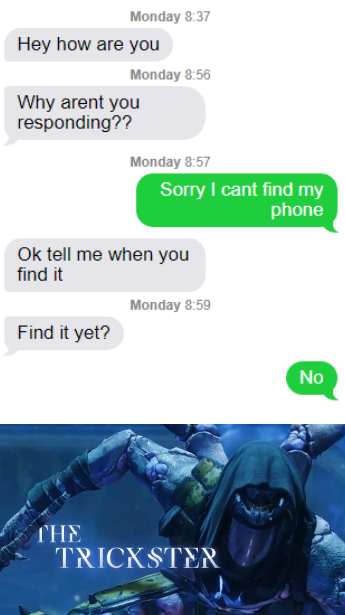 Monday 8:37
Hey how are you
Monday 8:56
Why arent you
responding??
Monday 8:57
Sorry I cant find my
phone
Ok tell me when you
find it
Monday 8:59
Find it yet?
No
THE
TRICKSTER